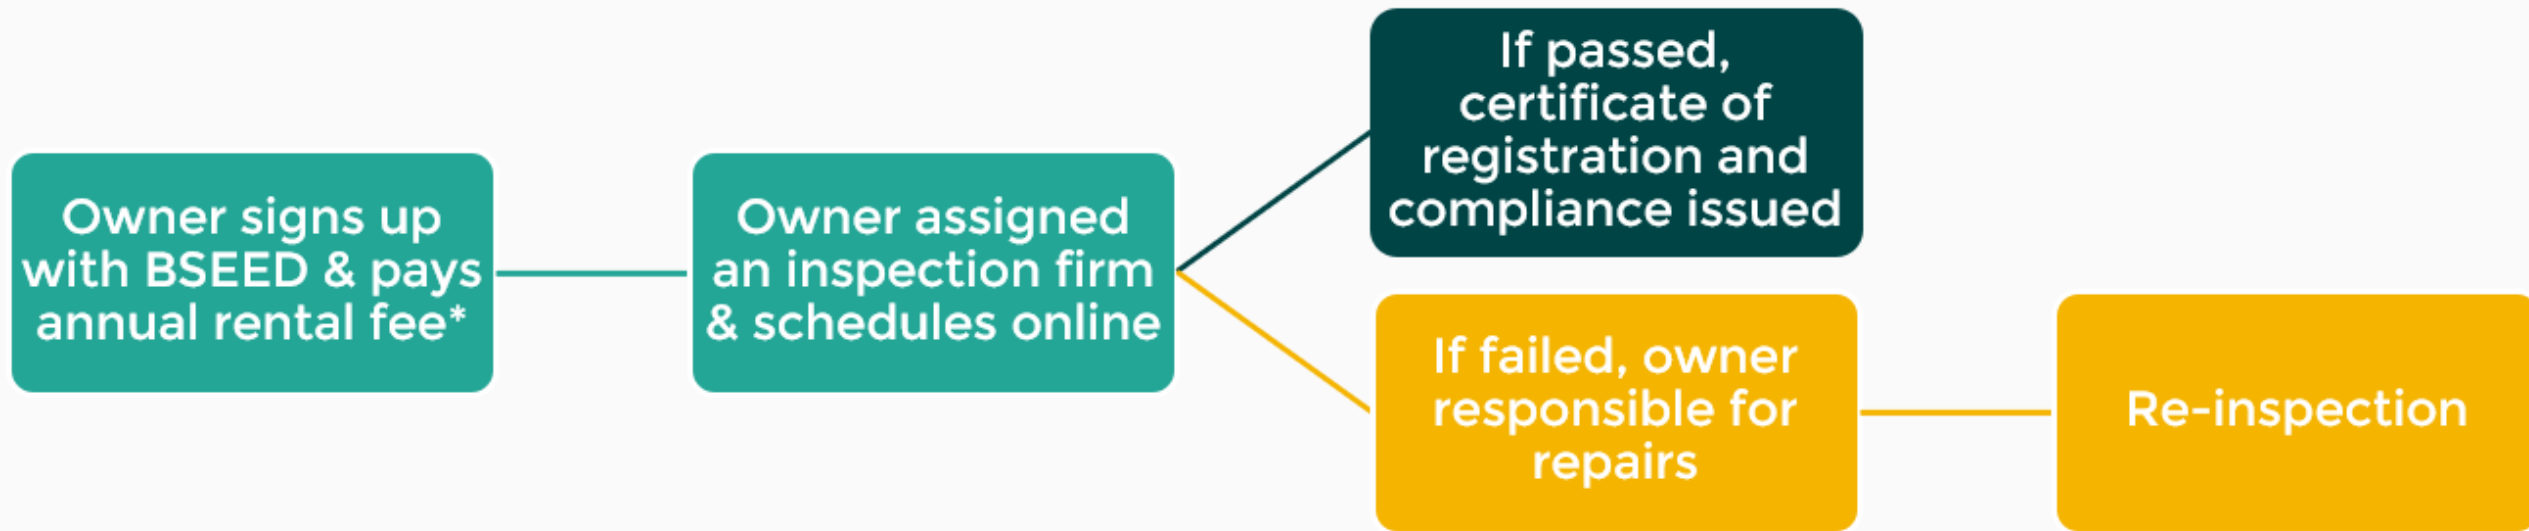 Owner signs up
with BSEED & pays
annual rental fee*
Owner assigned
an inspection firm
& schedules online
If passed,
certificate of
registration and
compliance issued
If failed, owner
responsible for
repairs
Re-inspection